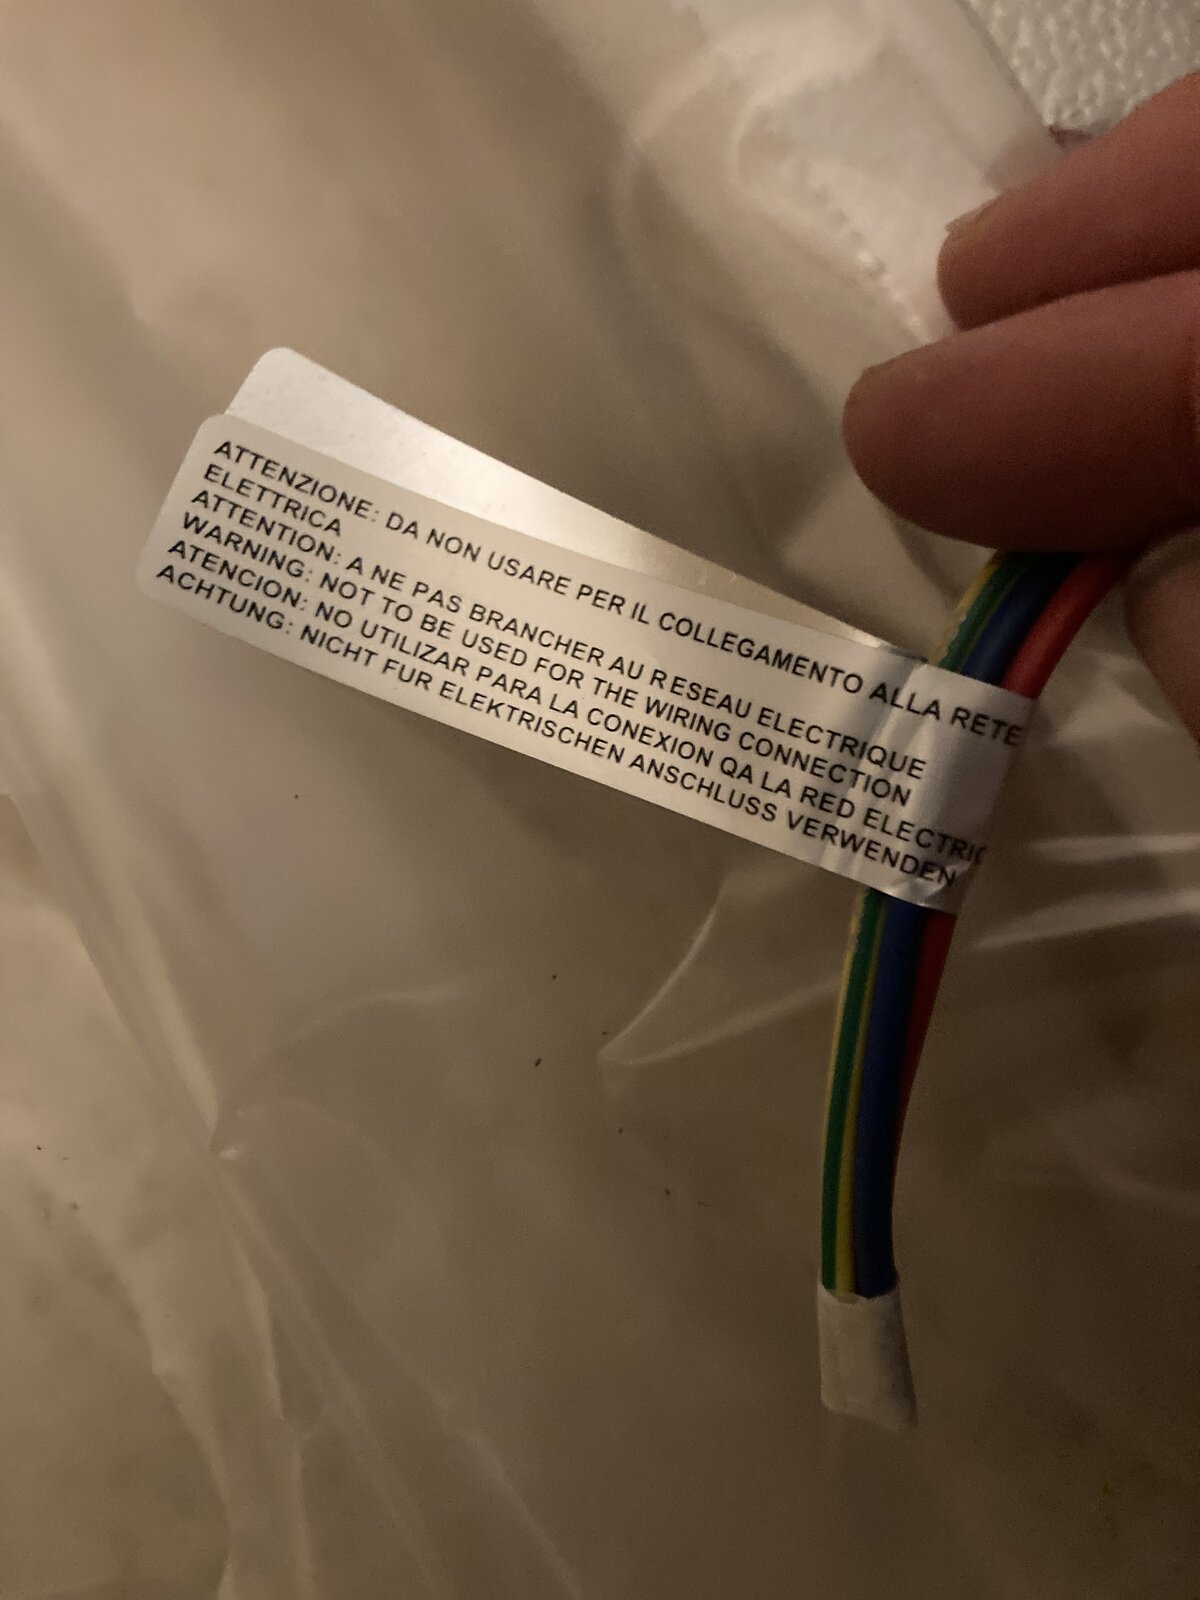 ATTENZIONE: DA NON USARE PER IL COLLEGAMENTO ALLA RETE
ELETTRICA
ATTENTION: A NE PAS BRANCHER AU RESEAU ELECTRIQUE
WARNING: NOT TO BE USED FOR THE WIRING CONNECTION
ATENCION: NO UTILIZAR PARA LA CONEXION QA LA RED ELECTRIC
ACHTUNG: NICHT FUR ELEKTRISCHEN ANSCHLUSS VERWENDEN